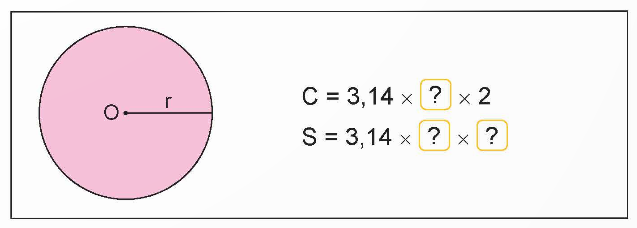 O r
C = 3,14 × ? × 2
S = 3,14 × ? × ?